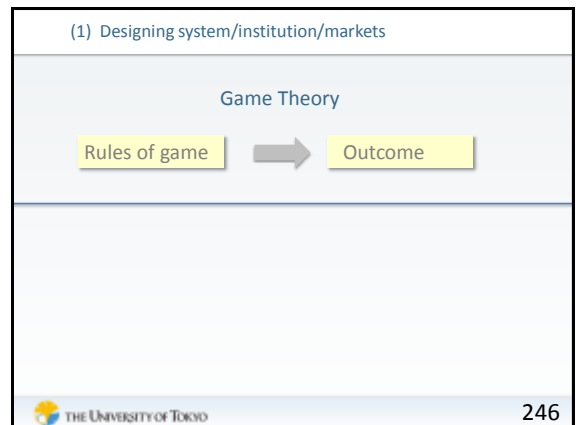 (1) Designing system/institution/markets
Game Theory
Rules of game Outcome
THE UNIVERSITY OF TOKYO 246